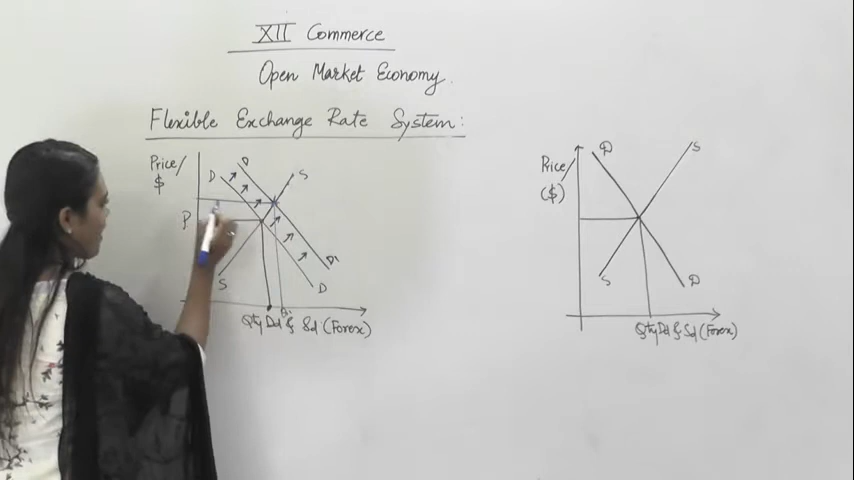 XII Commerce
Open Market Economy.
Flexible Exchange Rate System:
Price/
$
D
D
S
P
S
D'
D
Qty Dd & Sd (Forex)
Price/
($)
D
S
S
D
Qty Dd & Sd (Forex)